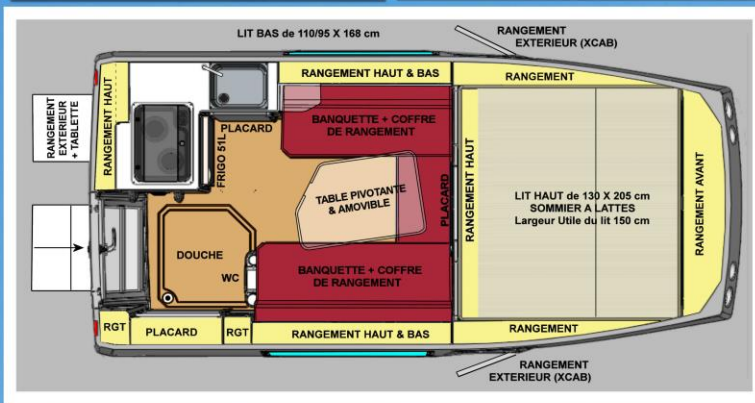 LIT BAS de 110/95 X 168 cm
RANGEMENT
EXTERIEUR (XCAB)
RANGEMENT HAUT & BAS
RANGEMENT
RANGEMENT
EXTERIEUR
+ TABLETTE
RANGEMENT HAUT
PLACARD
FRIGO 51L
BANQUETTE + COFFRE
DE RANGEMENT
TABLE PIVOTANTE
& AMOVIBLE
PLACARD
RANGEMENT HAUT
LIT HAUT de 130 X 205 cm
SOMMIER A LATTES
Largeur Utile du lit 150 cm
RANGEMENT AVANT
DOUCHE
WC
BANQUETTE + COFFRE
DE RANGEMENT
RGT
PLACARD
RGT
RANGEMENT HAUT & BAS
RANGEMENT
RANGEMENT
EXTERIEUR (XCAB)